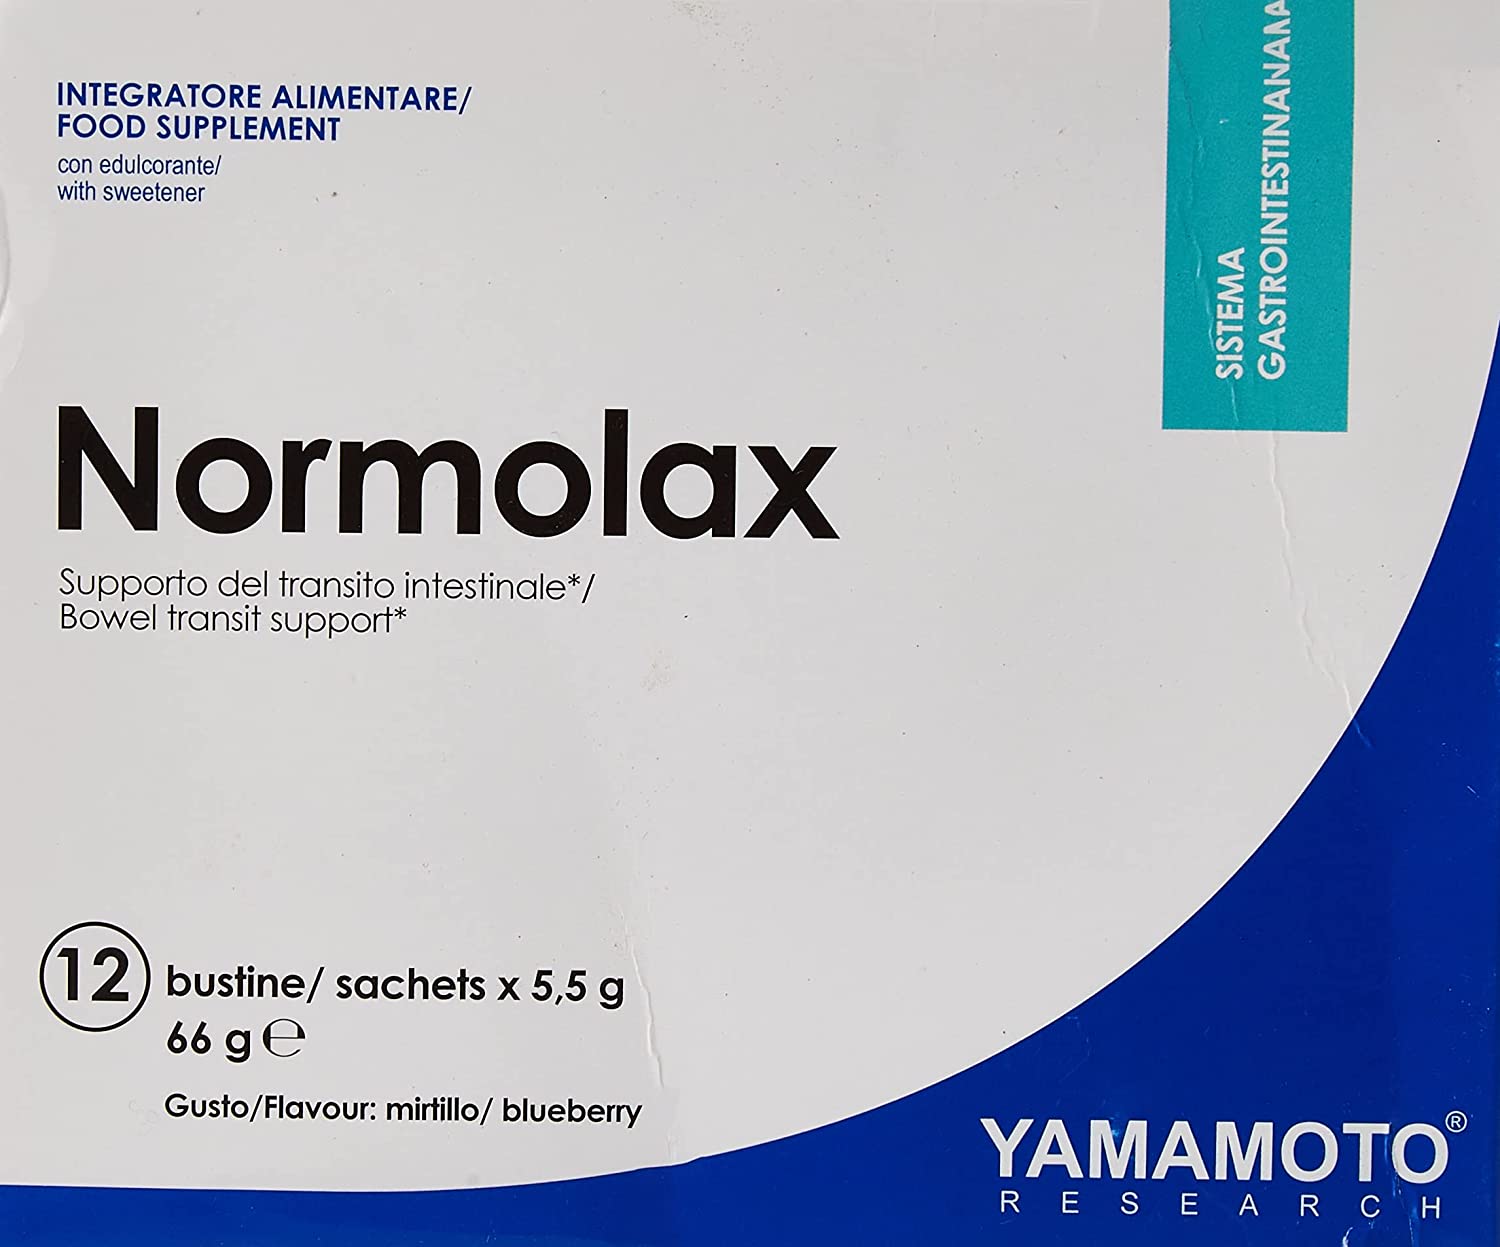 INTEGRATORE ALIMENTARE/
FOOD SUPPLEMENT
con edulcorante/
with sweetener
SISTEMA
GASTROINTESTINANAMA
Normolax
Supporto del transito intestinale*/
Bowel transit support*
12 bustine/ sachets x 5,5 g
66 g ℮
Gusto/Flavour: mirtillo/ blueberry
YAMAMOTO®
RESEARCH